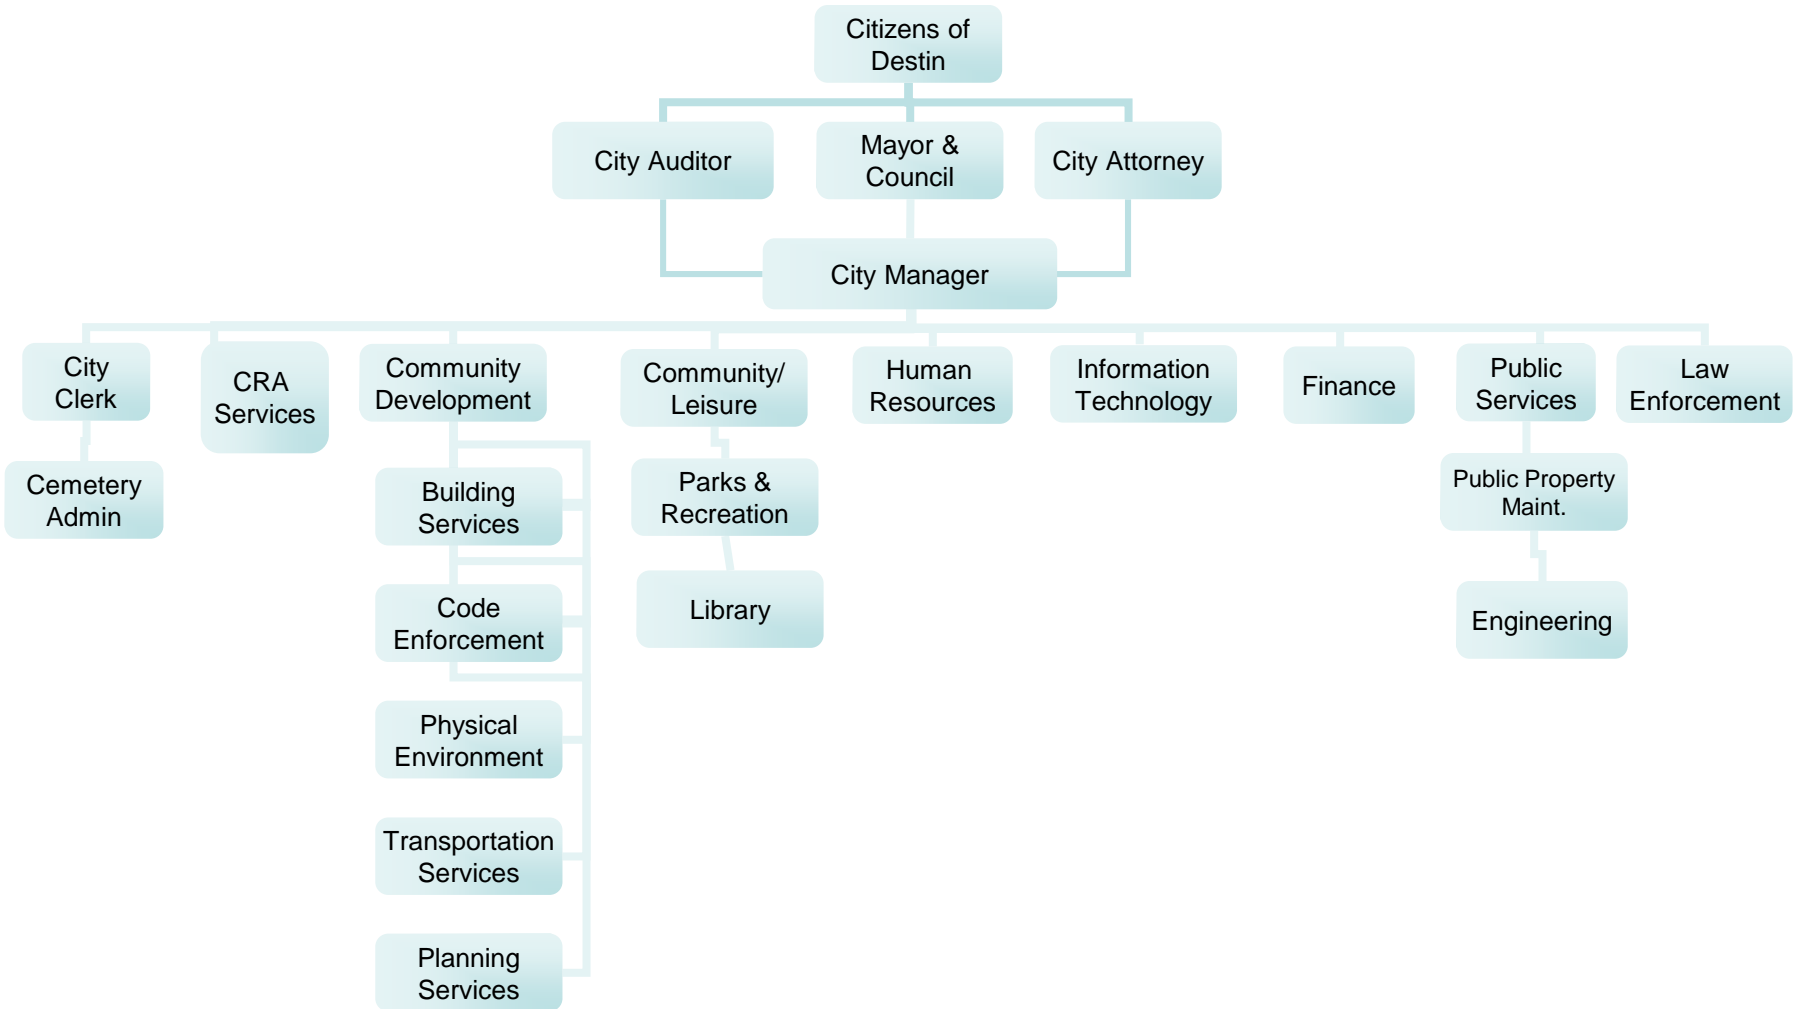 Citizens of
Destin
City Auditor
Mayor &
Council
City Attorney
City Manager
City
Clerk
CRA
Services
Community
Development
Community/
Leisure
Human
Resources
Information
Technology
Finance
Public
Services
Law
Enforcement
Cemetery
Admin
Building
Services
Parks &
Recreation
Public Property
Maint.
Code
Enforcement
Library
Engineering
Physical
Environment
Transportation
Services
Planning
Services